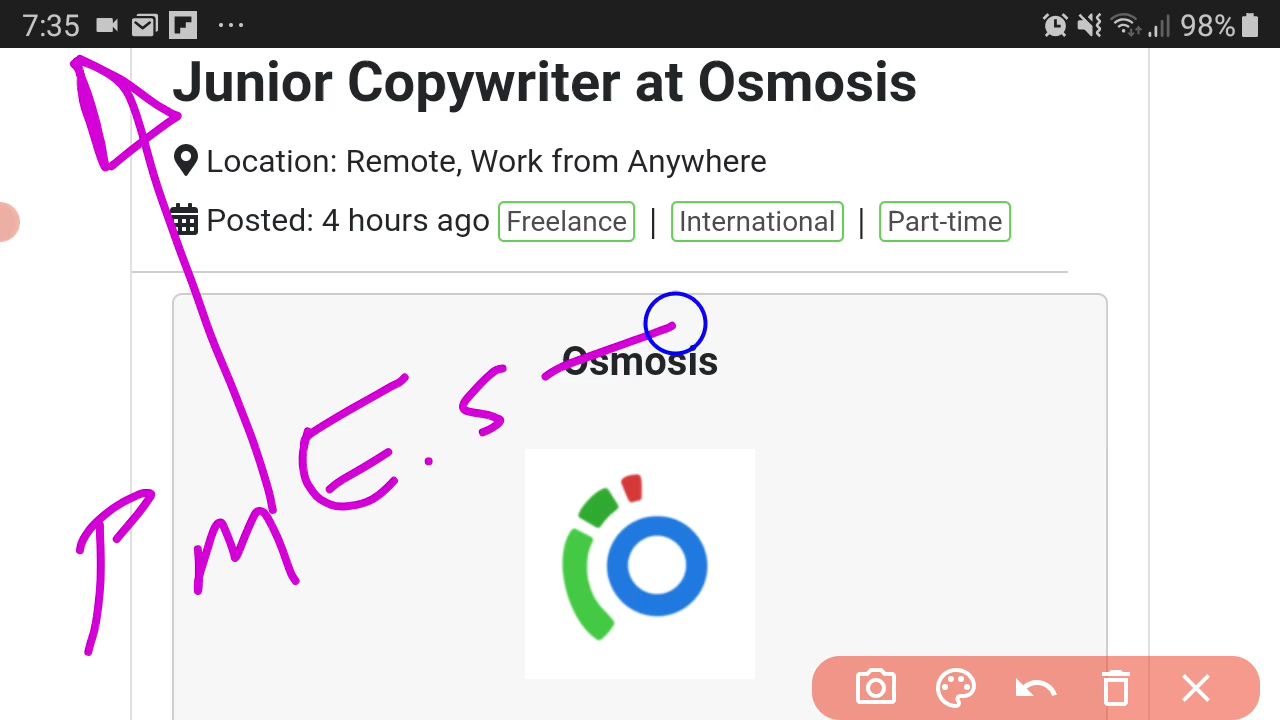 7:35 98%
Junior Copywriter at Osmosis
Location: Remote, Work from Anywhere
Posted: 4 hours ago Freelance | International | Part-time
Osmosis
PM E.S